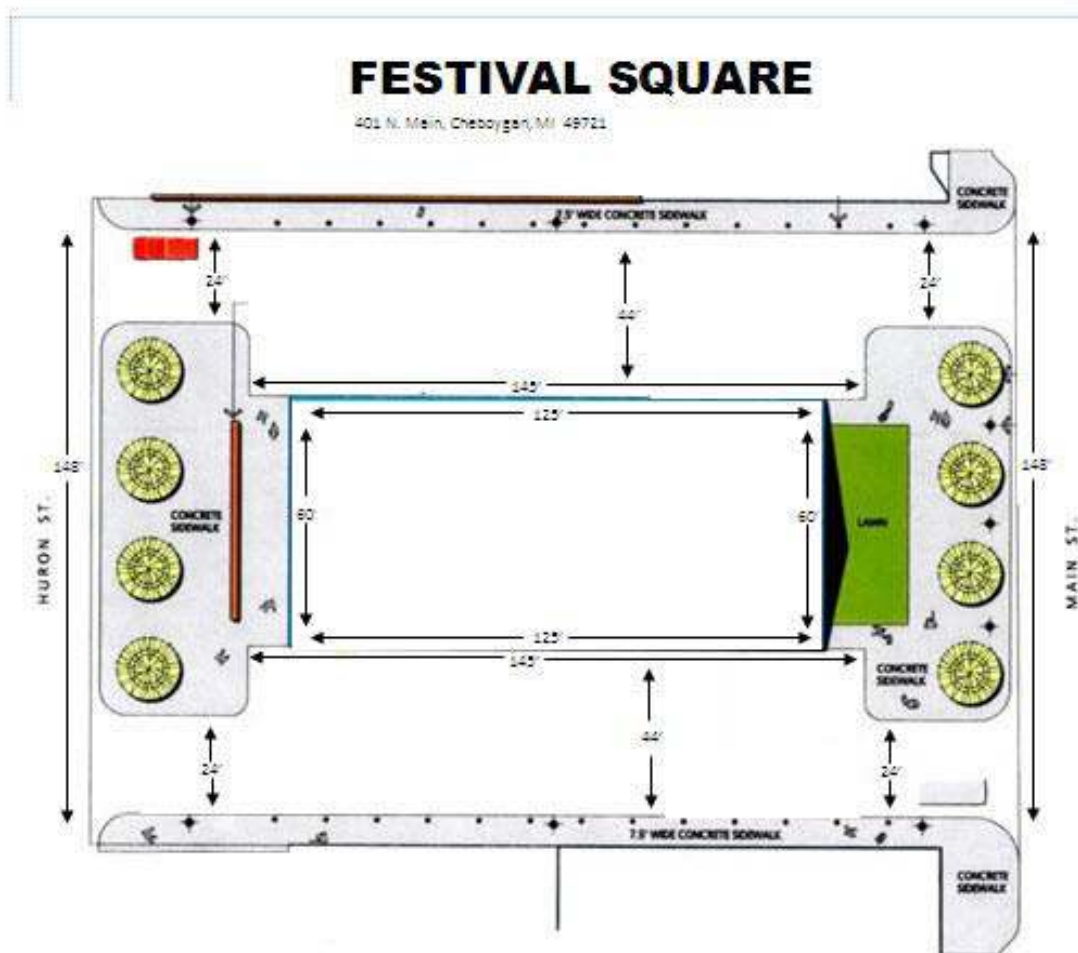 FESTIVAL SQUARE
401 N. Main, Cheboygan, MI 49721
CONCRETE
SIDEWALK
7.5' WIDE CONCRETE SIDEWALK
24'
24'
44'
145'
125'
148'
60'
60'
148'
CONCRETE
SIDEWALK
LAWN
HURON ST.
MAIN ST.
125'
145'
CONCRETE
SIDEWALK
44'
24'
24'
7.5' WIDE CONCRETE SIDEWALK
CONCRETE
SIDEWALK